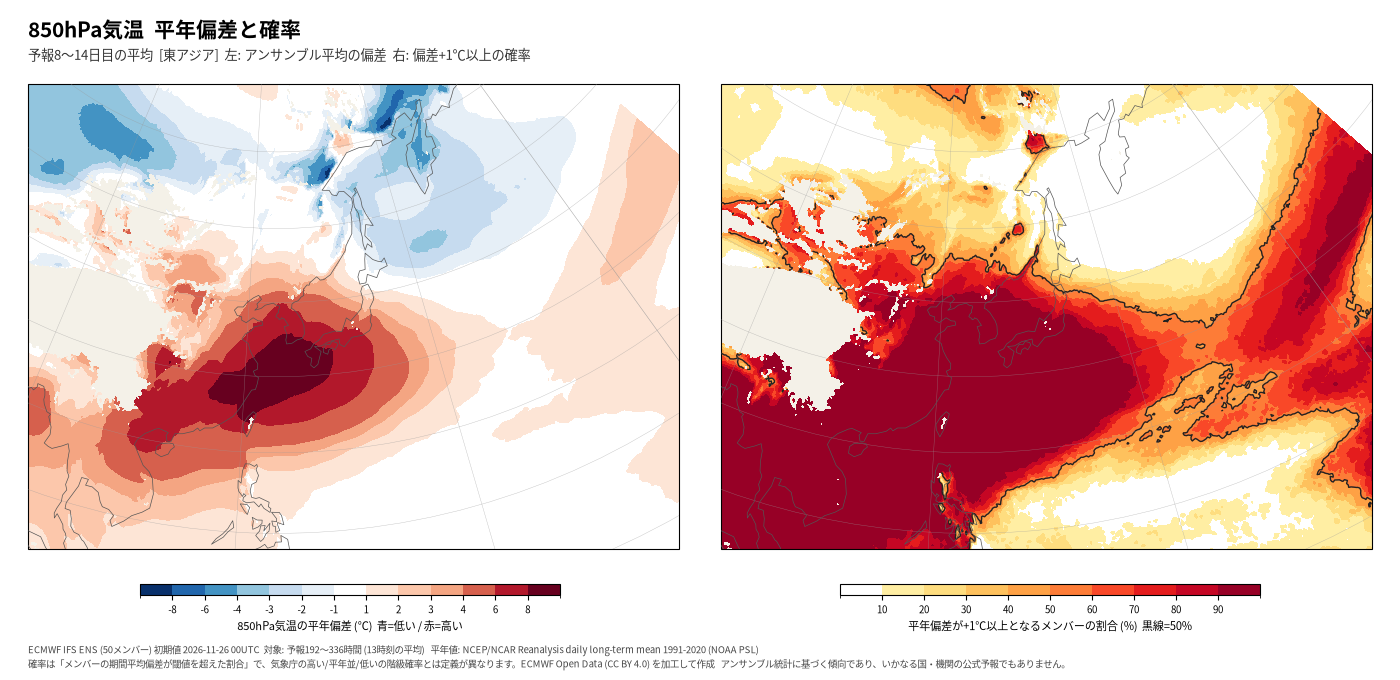 850hPa気温 平年偏差と確率
予報8〜14日目の平均 [東アジア] 左: アンサンブル平均の偏差 右: 偏差+1℃以上の確率
-8 -6 -4 -3 -2 -1 1 2 3 4 6 8
850hPa気温の平年偏差 (℃) 青=低い / 赤=高い
10 20 30 40 50 60 70 80 90
平年偏差が+1℃以上となるメンバーの割合 (%) 黒線=50%
ECMWF IFS ENS (50メンバー) 初期値 2026-11-26 00UTC 対象: 予報192〜336時間 (13時刻の平均) 平年値: NCEP/NCAR Reanalysis daily long-term mean 1991-2020 (NOAA PSL)
確率は「メンバーの期間平均偏差が閾値を超えた割合」で、気象庁の高い/平年並/低いの階級確率とは定義が異なります。ECMWF Open Data (CC BY 4.0) を加工して作成 アンサンブル統計に基づく傾向であり、いかなる国・機関の公式予報でもありません。